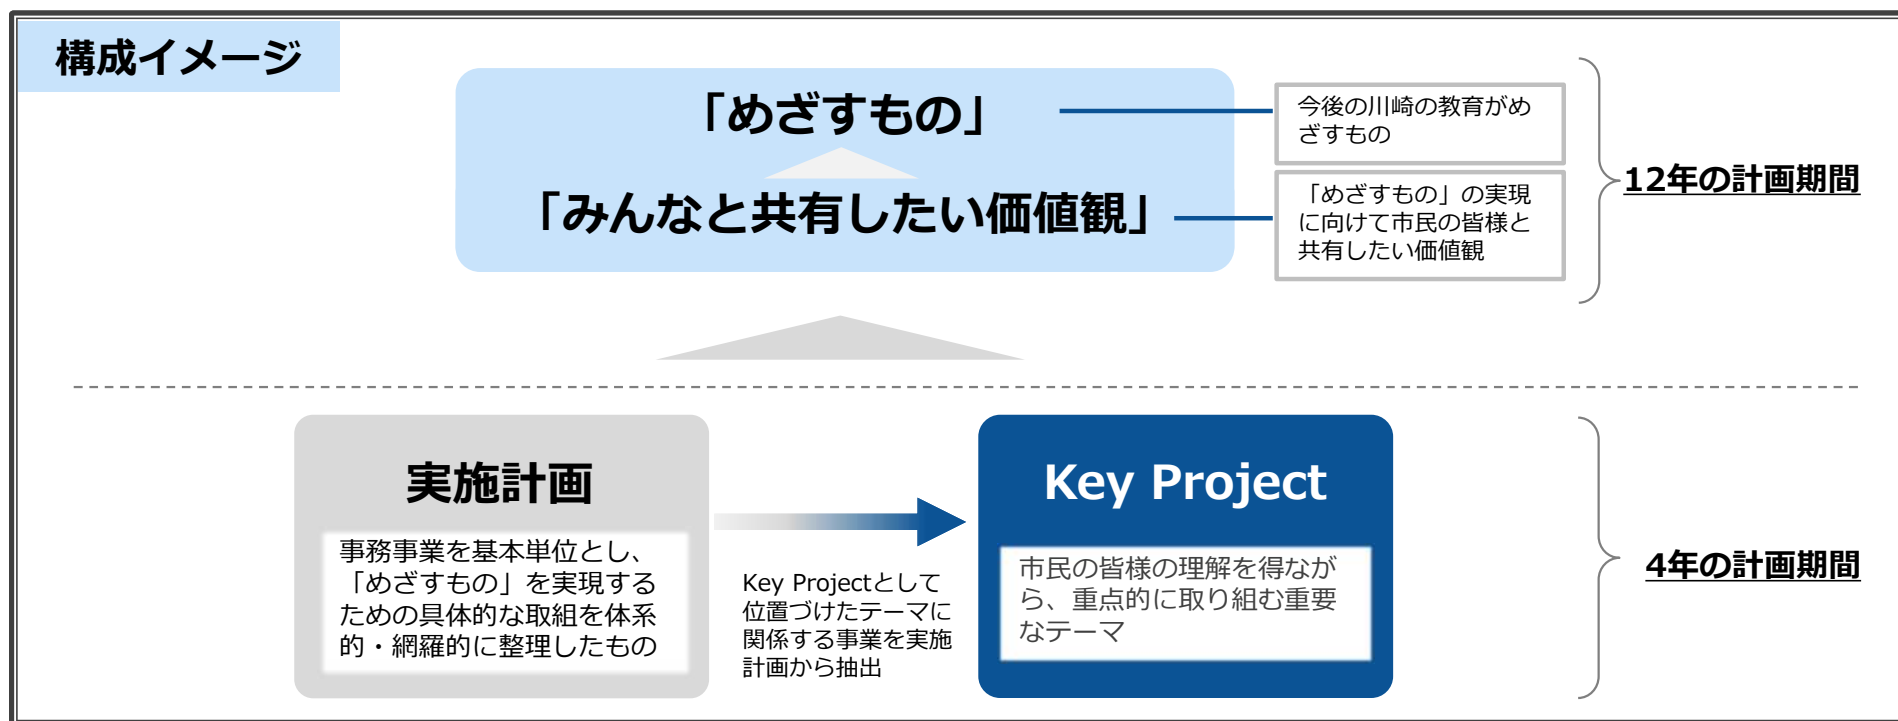 構成イメージ
「めざすもの」
今後の川崎の教育がめ
ざすもの
「みんなと共有したい価値観」
「めざすもの」の実現
に向けて市民の皆様と
共有したい価値観
12年の計画期間
実施計画
事務事業を基本単位とし、
「めざすもの」を実現する
ための具体的な取組を体系
的・網羅的に整理したもの
Key Projectとして
位置づけたテーマに
関係する事業を実施
計画から抽出
Key Project
市民の皆様の理解を得なが
ら、重点的に取り組む重要
なテーマ
4年の計画期間